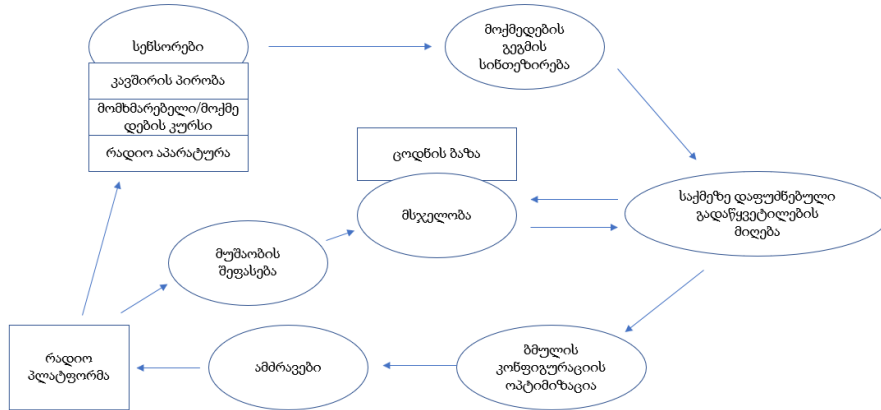 სენსორები
კავშირის პირობა
მომხმარებელი/მოქმე
დების კურსი
რადიო აპარატურა
მოქმედების
გეგმის
სინთეზირება
ცოდნის ბაზა
მსჯელობა
საქმეზე დაფუძნებული
გადაწყვეტილების
მიღება
მუშაობის
შეფასება
რადიო
პლატფორმა
ამძრავები
ბმულის
კონფიგურაციის
ოპტიმიზაცია